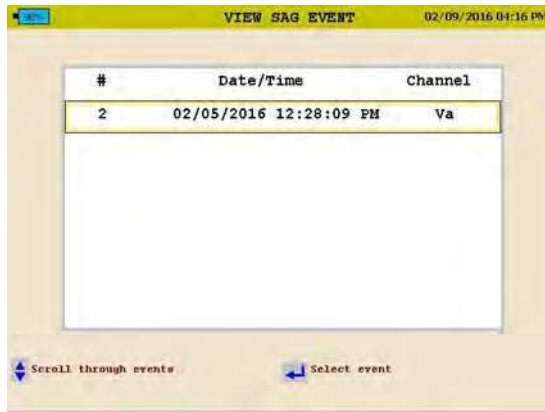 VIEW SAG EVENT 02/09/2016 04:16 PM
# Date/Time Channel
2 02/05/2016 12:28:09 PM Va
Scroll through events Select event